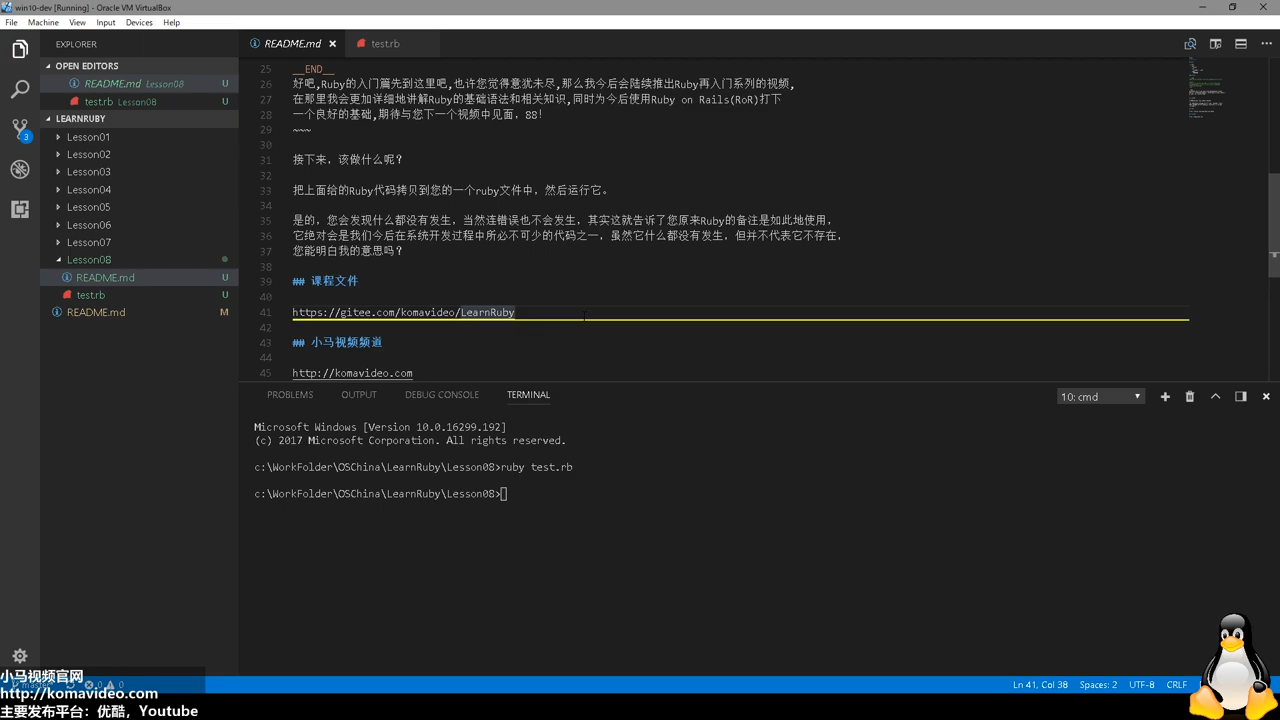 win10-dev [Running] - Oracle VM VirtualBox
File Machine View Input Devices Help
EXPLORER
OPEN EDITORS
README.md Lesson08 U
test.rb Lesson08 U
LEARNRUBY
Lesson01
Lesson02
Lesson03
Lesson04
Lesson05
Lesson06
Lesson07
Lesson08
README.md U
test.rb U
README.md M
3
README.md test.rb
25 __END__
26 好吧,Ruby的入门篇先到这里吧,也许您觉得意犹未尽,那么我今后会陆续推出Ruby再入门系列的视频,
27 在那里我会更加详细地讲解Ruby的基础语法和相关知识,同时为今后使用Ruby on Rails(RoR)打下
28 一个良好的基础,期待与您下一个视频中见面. 88!
29 ~~~
30
31 接下来，该做什么呢？
32
33 把上面给的Ruby代码拷贝到您的一个ruby文件中，然后运行它。
34
35 是的，您会发现什么都没有发生，当然连错误也不会发生，其实这就告诉了您原来Ruby的备注是如此地使用，
36 它绝对会是我们今后在系统开发过程中所必不可少的代码之一，虽然它什么都没有发生，但并不代表它不存在，
37 您能明白我的意思吗？
38
39 ## 课程文件
40
41 https://gitee.com/komavideo/LearnRuby
42
43 ## 小马视频频道
44
45 http://komavideo.com
PROBLEMS OUTPUT DEBUG CONSOLE TERMINAL 10: cmd
Microsoft Windows [Version 10.0.16299.192]
(c) 2017 Microsoft Corporation. All rights reserved.
c:\WorkFolder\OSChina\LearnRuby\Lesson08>ruby test.rb
c:\WorkFolder\OSChina\LearnRuby\Lesson08>
小马视频官网
http://komavideo.com
主要发布平台：优酷，Youtube
Ln 41, Col 38 Spaces: 2 UTF-8 CRLF